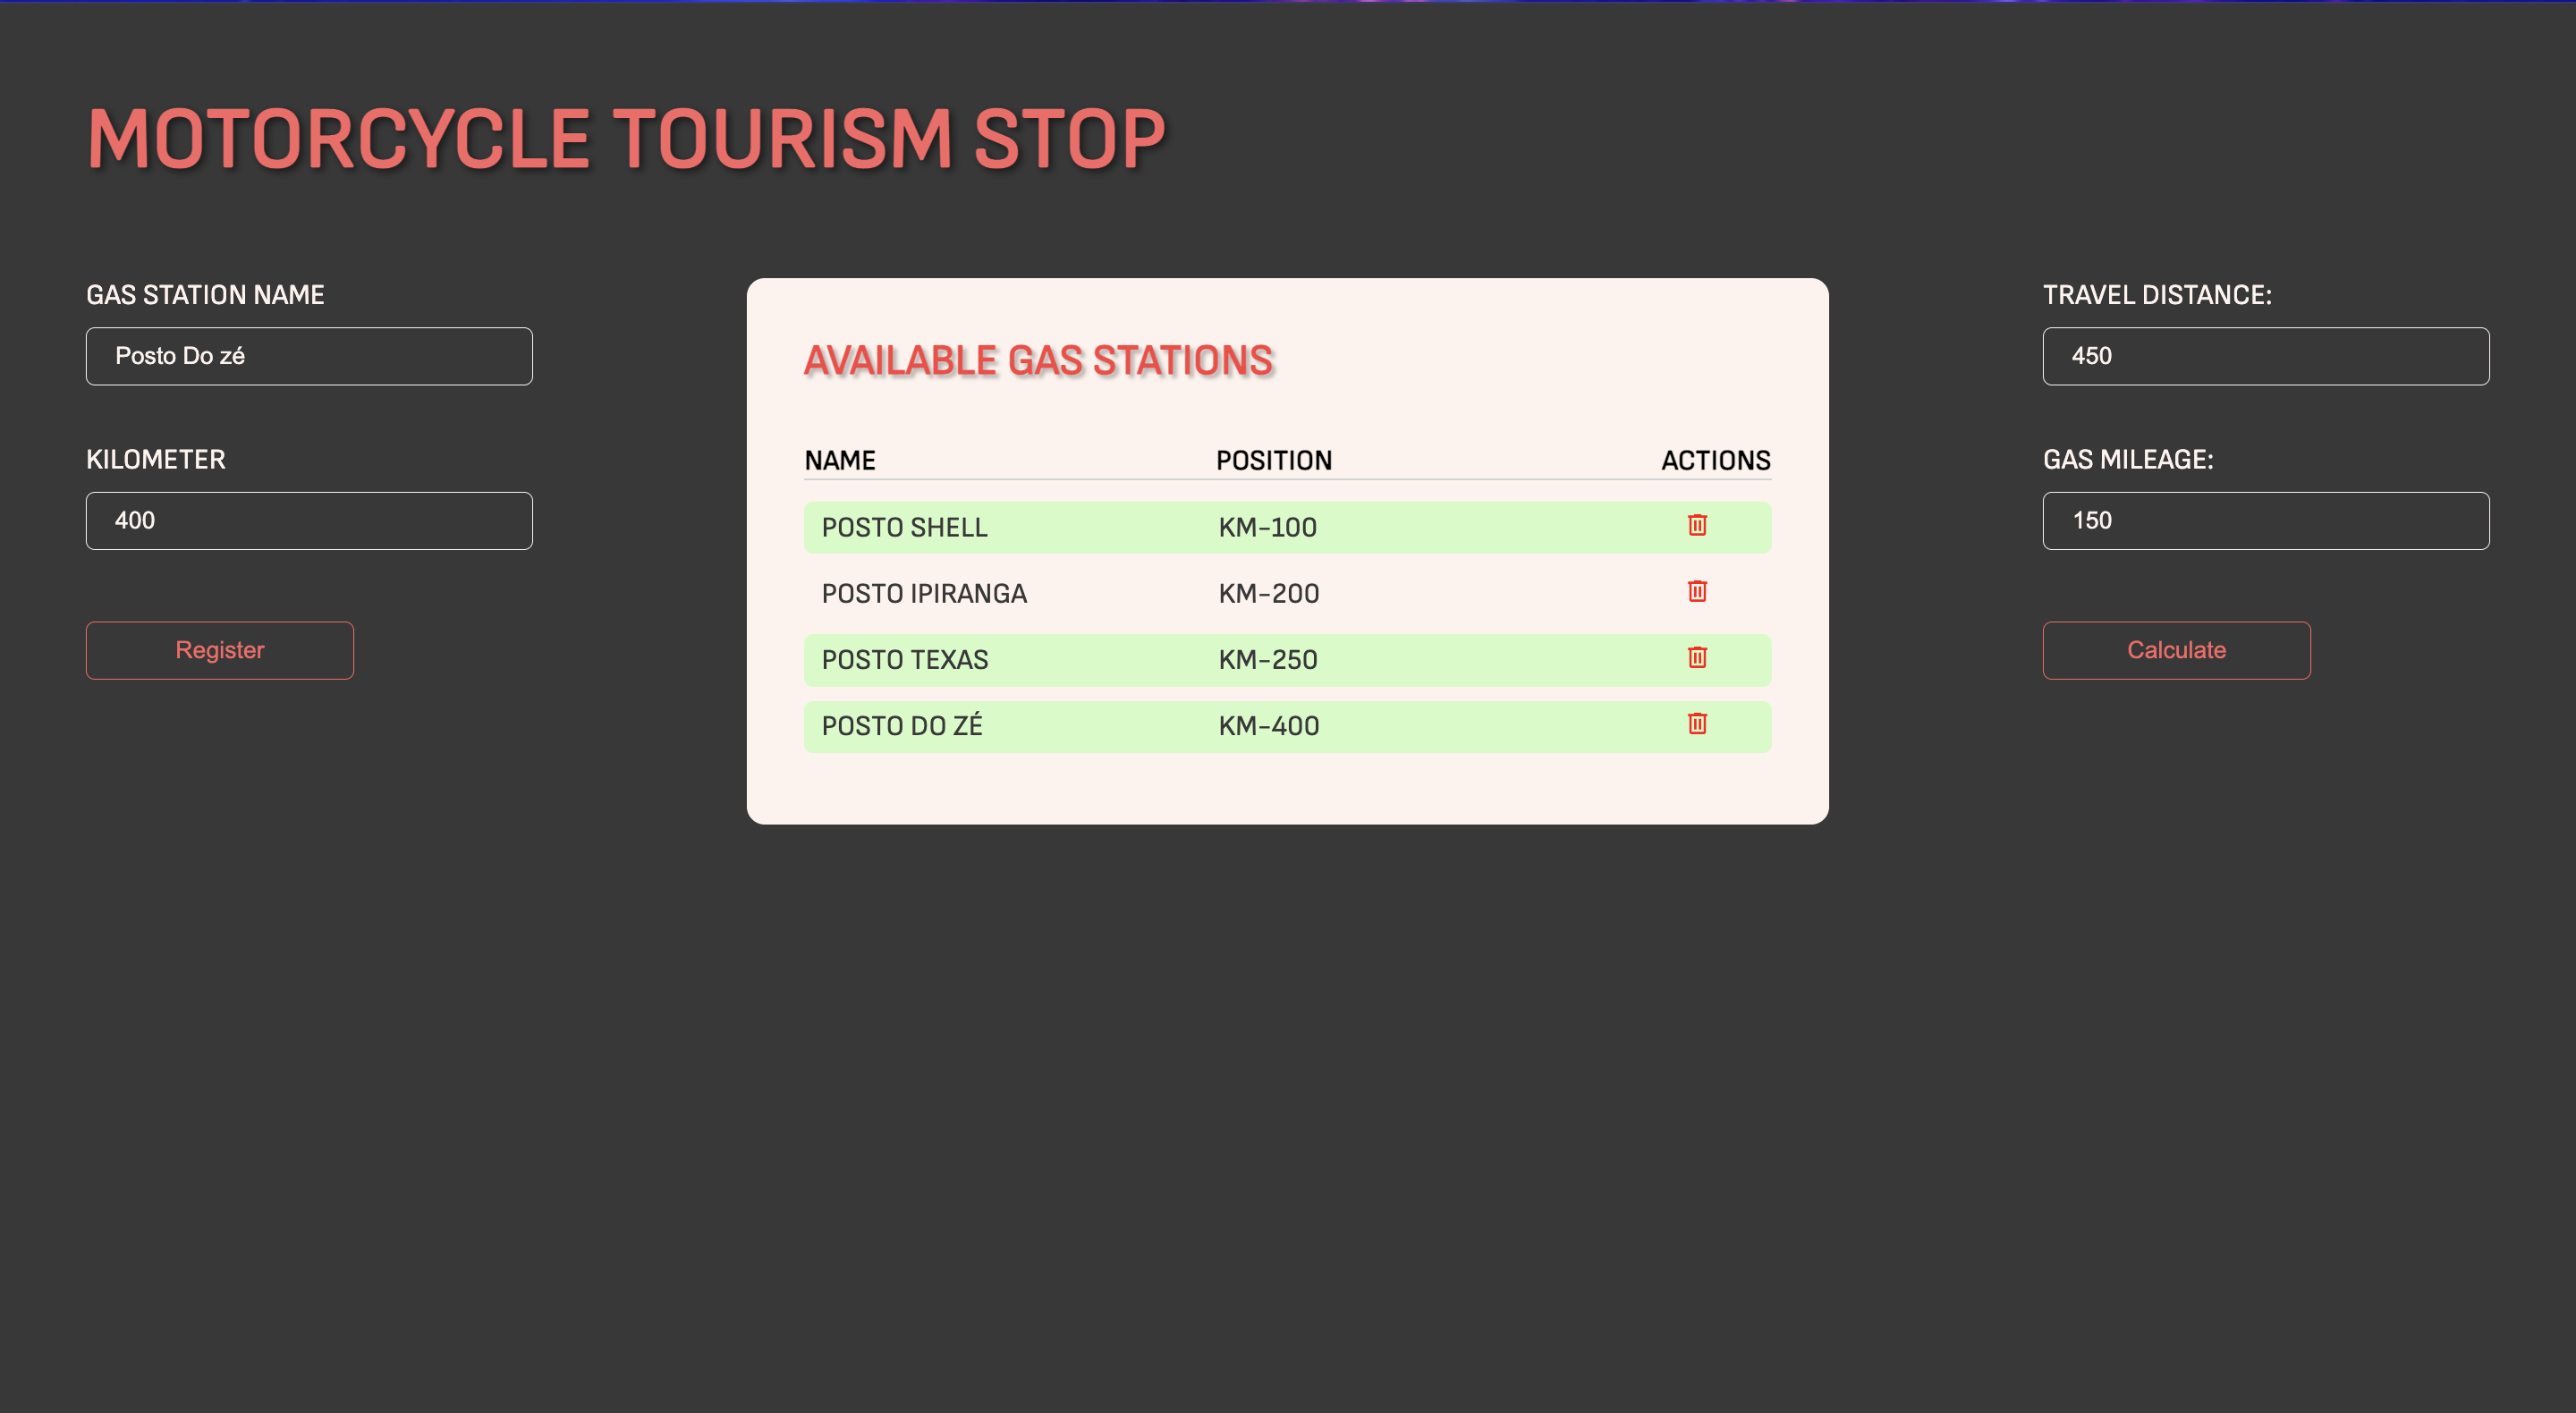 MOTORCYCLE TOURISM STOP
GAS STATION NAME
Posto Do zé
KILOMETER
400
Register
AVAILABLE GAS STATIONS
NAME POSITION ACTIONS
POSTO SHELL KM-100
POSTO IPIRANGA KM-200
POSTO TEXAS KM-250
POSTO DO ZÉ KM-400
TRAVEL DISTANCE:
450
GAS MILEAGE:
150
Calculate